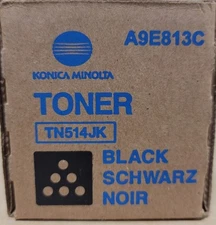 A9E813C
KONICA MINOLTA
TONER
TN514JK
BLACK
SCHWARZ
NOIR